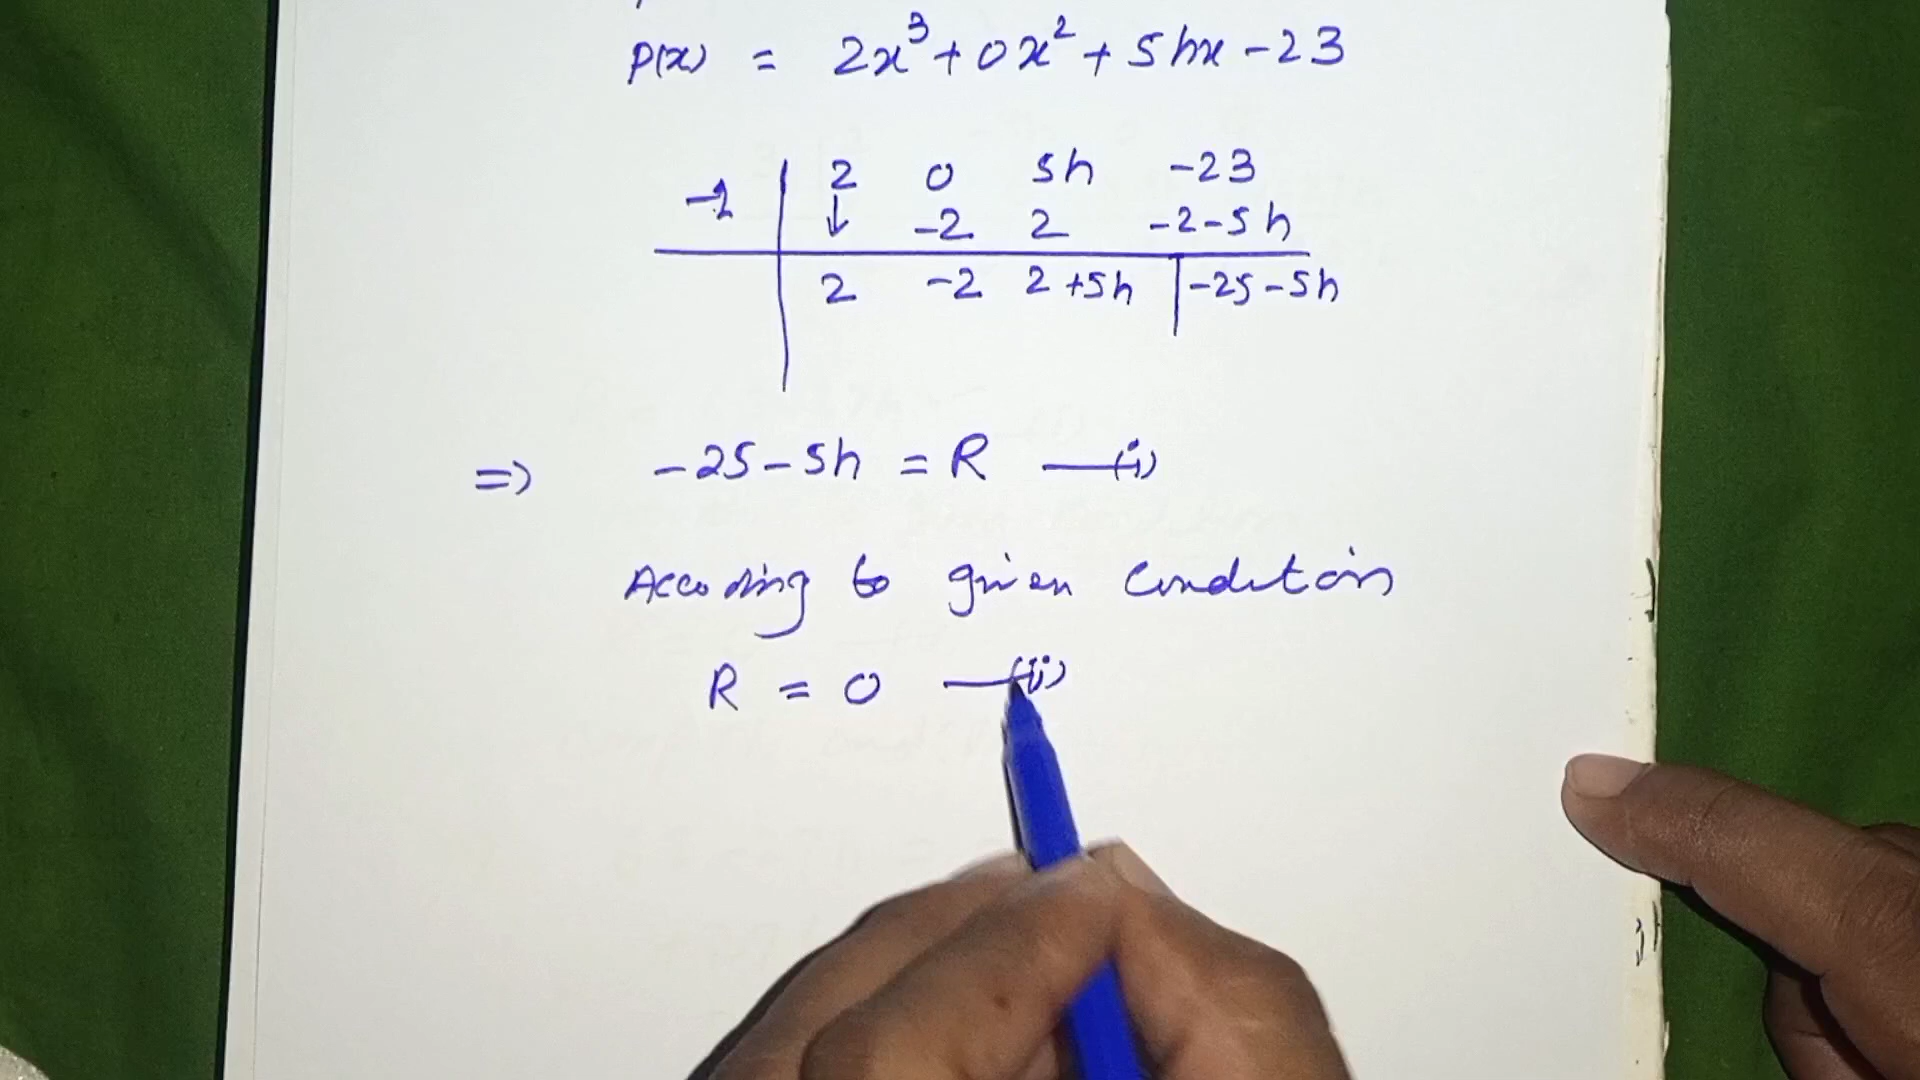 P(x) = 2x³ + 0x² + 5hx - 23
-1 | 2 0 5h -23
↓ -2 2 -2-5h
2 -2 2+5h | -25-5h
=> -25-5h = R —(i)
According to given condition
R = 0 —(ii)